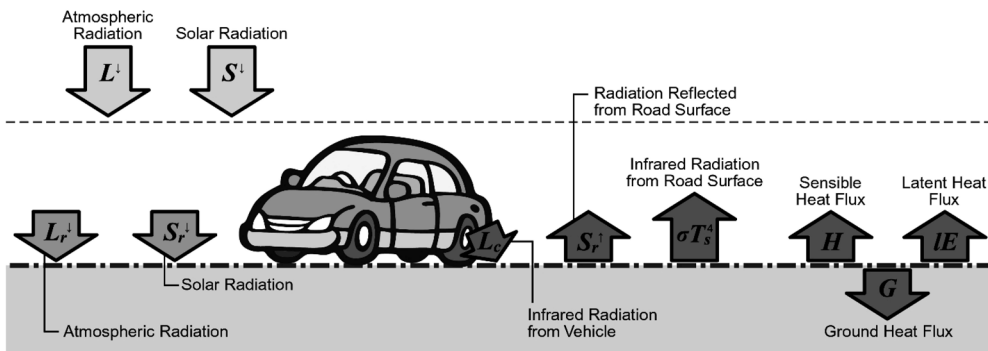 Atmospheric
Radiation
Solar Radiation
L↓
S↓
Radiation Reflected
from Road Surface
Infrared Radiation
from Road Surface
Sensible
Heat Flux
Latent Heat
Flux
Lr↓
Sr↓
Lc
Sr↑
σTs4
H
lE
G
Solar Radiation
Atmospheric Radiation
Infrared Radiation
from Vehicle
Ground Heat Flux